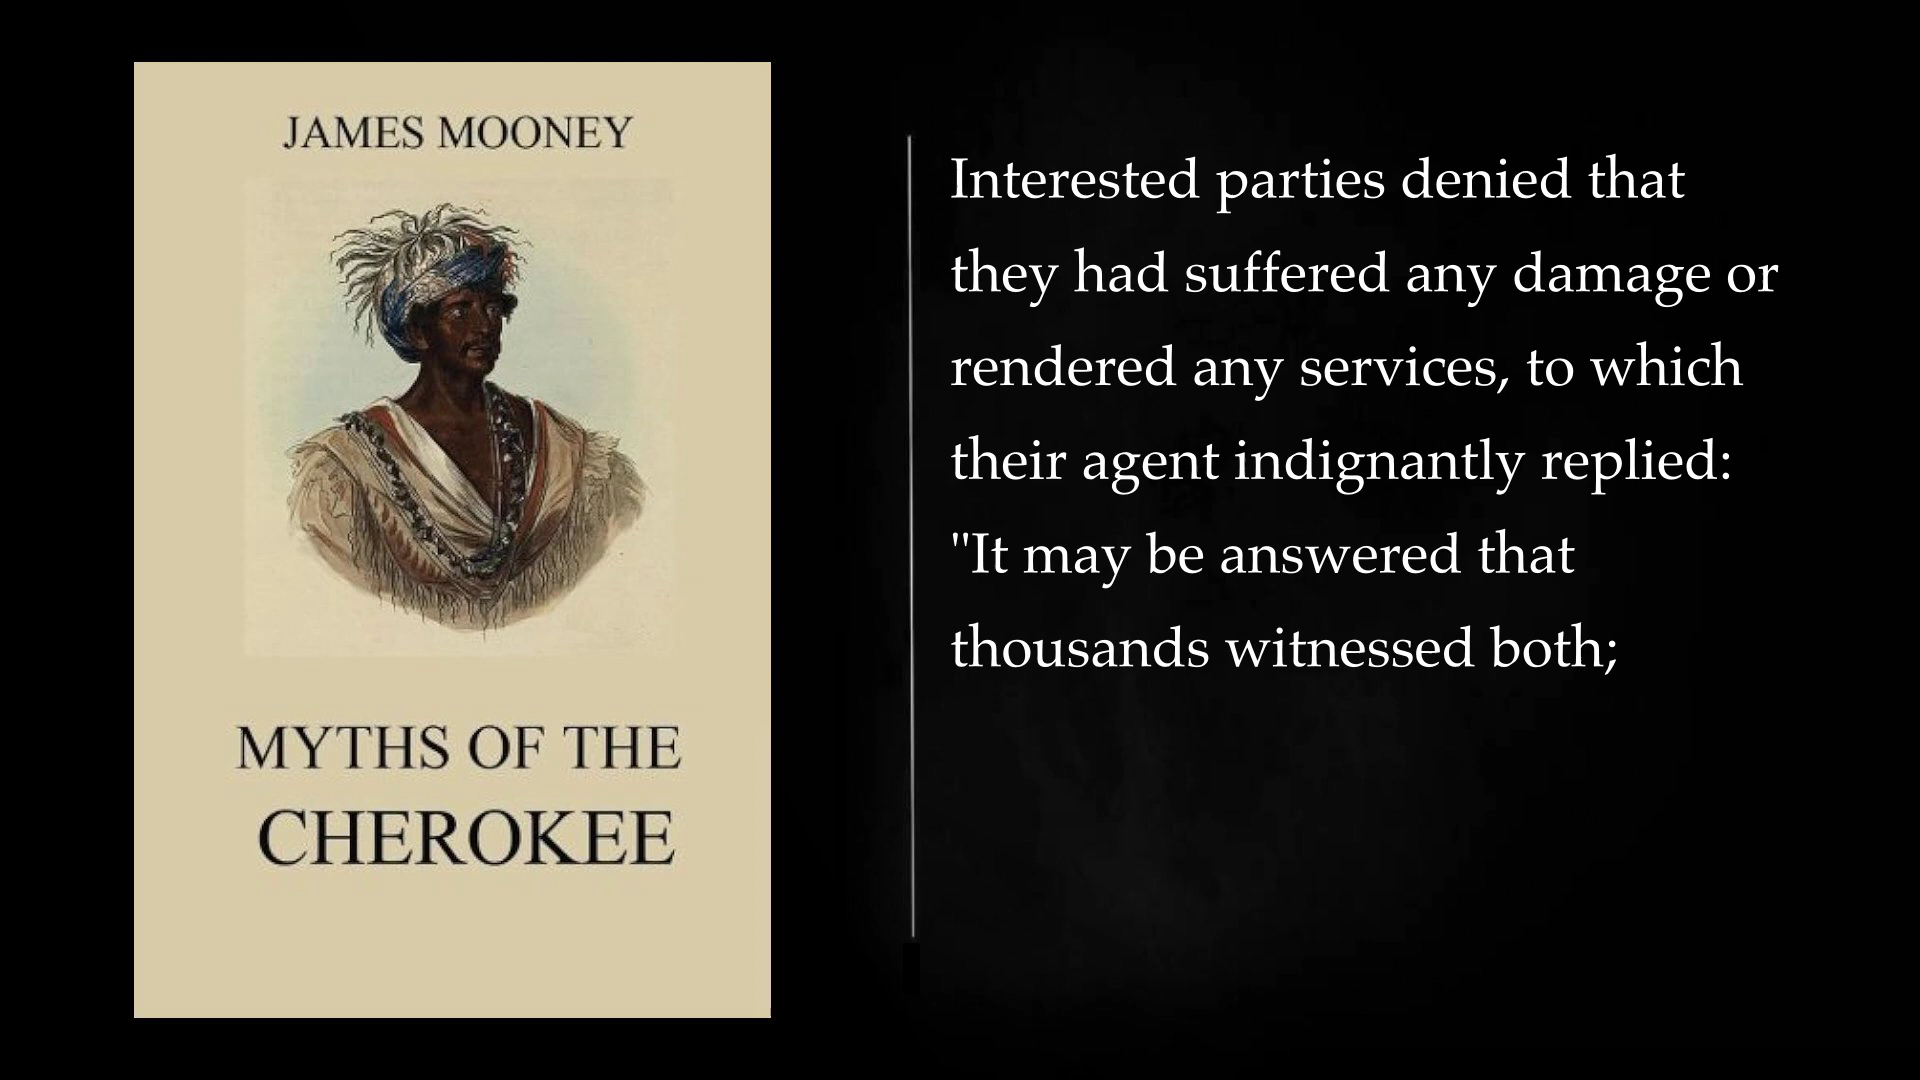 JAMES MOONEY
MYTHS OF THE
CHEROKEE
Interested parties denied that
they had suffered any damage or
rendered any services, to which
their agent indignantly replied:
"It may be answered that
thousands witnessed both;